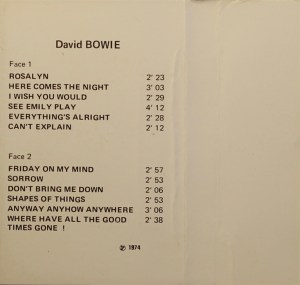 David BOWIE
Face 1
ROSALYN 2' 23
HERE COMES THE NIGHT 3' 03
I WISH YOU WOULD 2' 29
SEE EMILY PLAY 4' 12
EVERYTHING'S ALRIGHT 2' 28
CAN'T EXPLAIN 2' 12
Face 2
FRIDAY ON MY MIND 2' 57
SORROW 2' 53
DON'T BRING ME DOWN 2' 06
SHAPES OF THINGS 2' 53
ANYWAY ANYHOW ANYWHERE 3' 06
WHERE HAVE ALL THE GOOD 2' 38
TIMES GONE !
℗ 1974